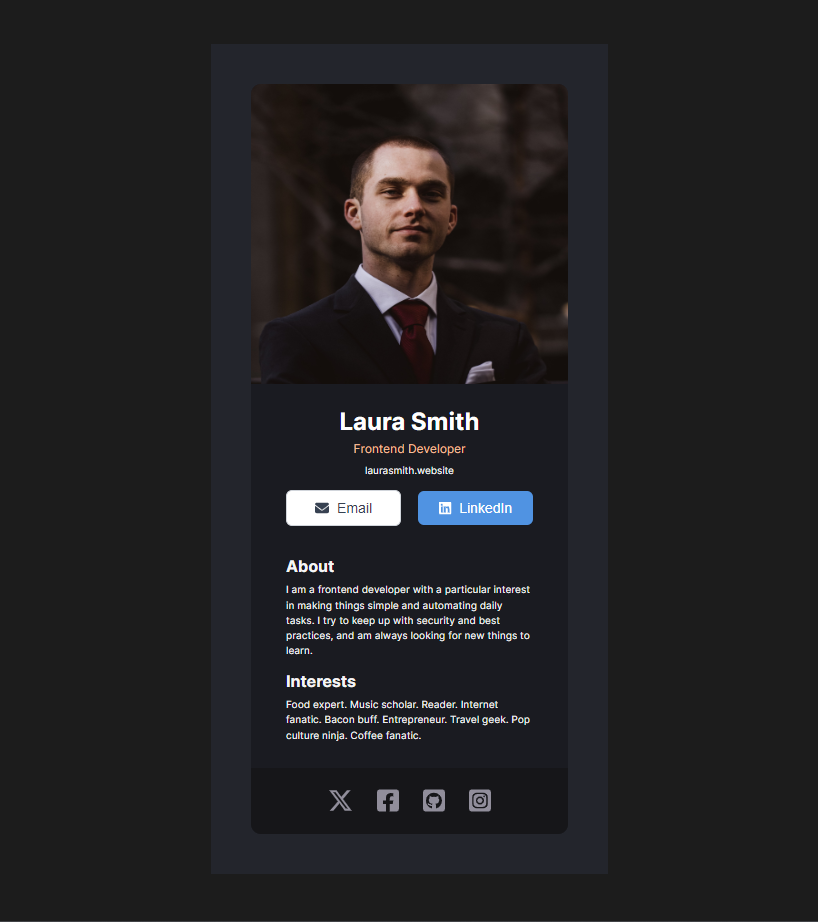 Laura Smith
Frontend Developer
laurasmith.website
Email
LinkedIn
About
I am a frontend developer with a particular interest
in making things simple and automating daily
tasks. I try to keep up with security and best
practices, and am always looking for new things to
learn.
Interests
Food expert. Music scholar. Reader. Internet
fanatic. Bacon buff. Entrepreneur. Travel geek. Pop
culture ninja. Coffee fanatic.